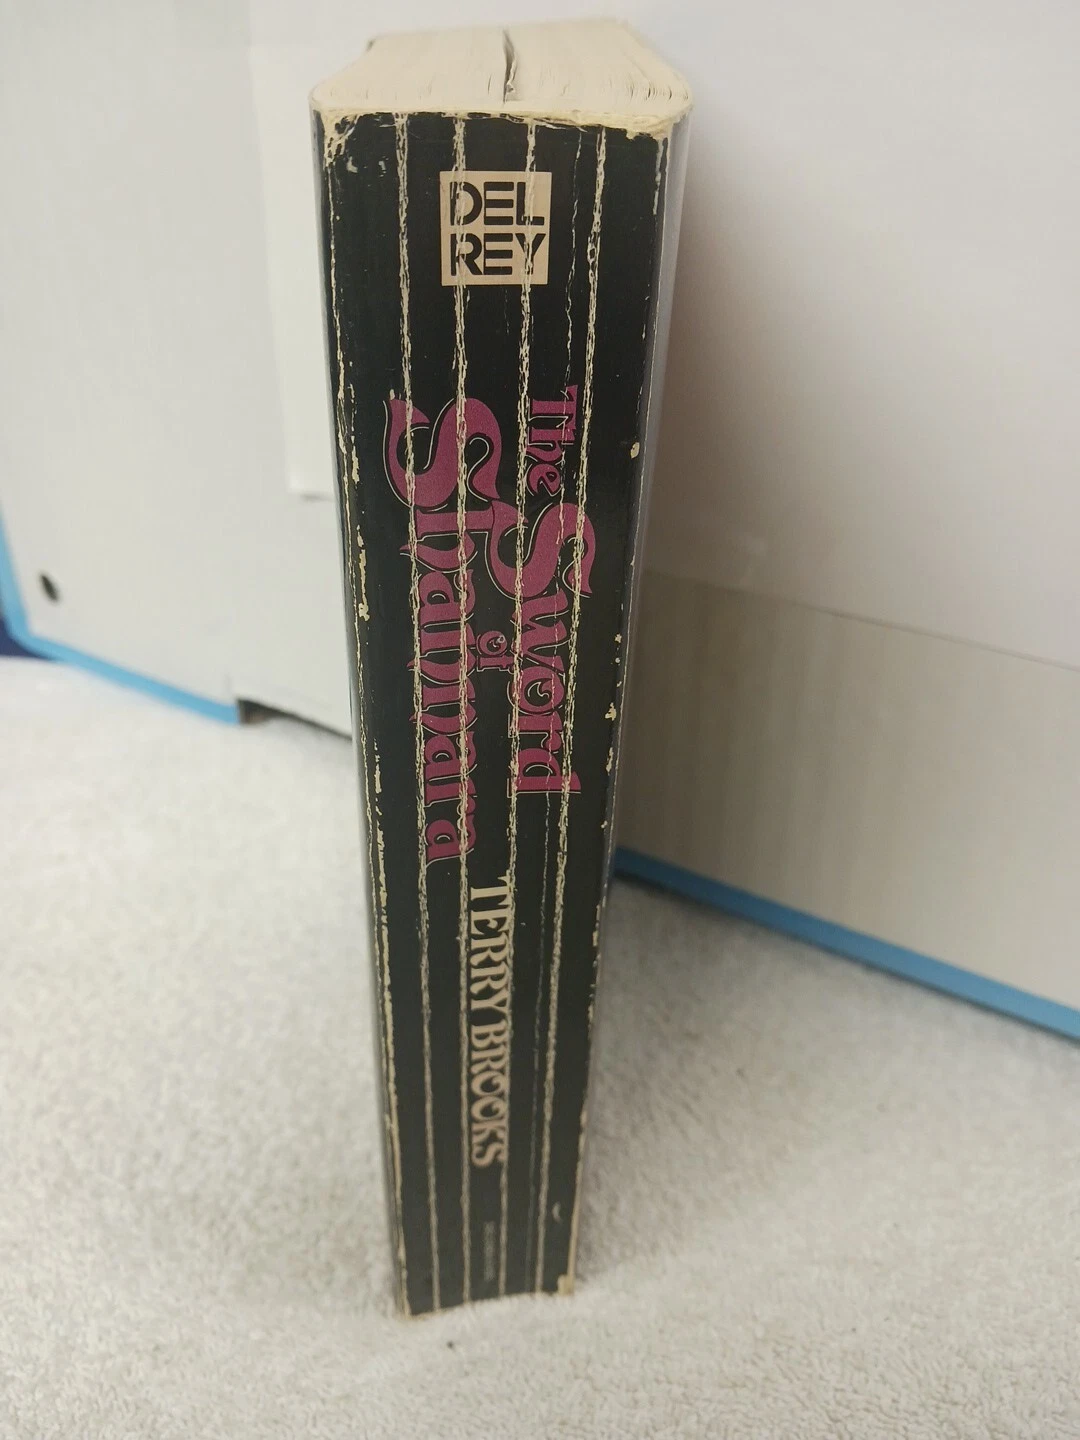 DEL
REY
The Sword
of
Shannara
TERRY BROOKS